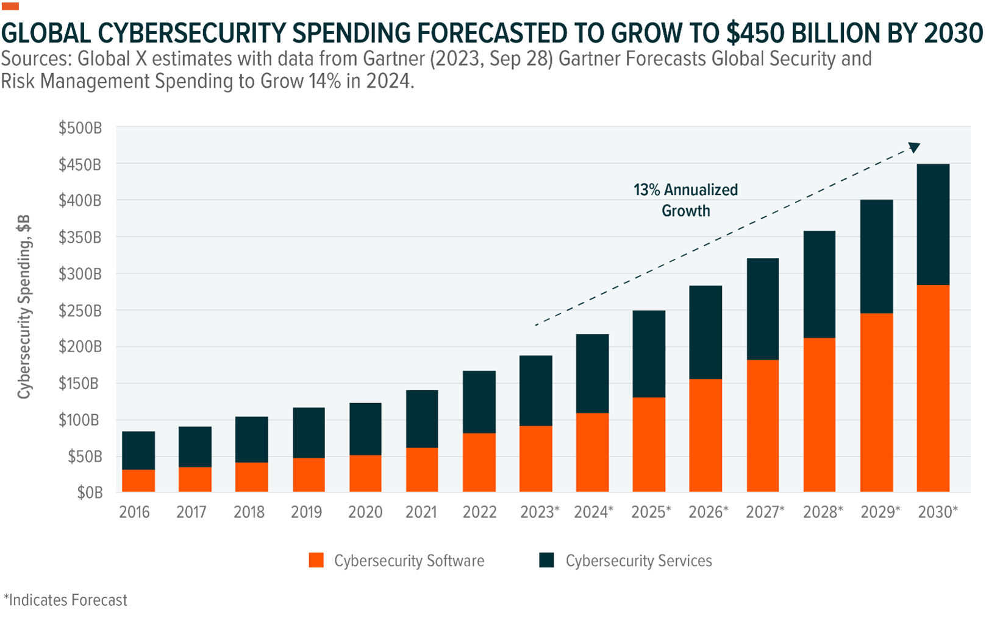 GLOBAL CYBERSECURITY SPENDING FORECASTED TO GROW TO $450 BILLION BY 2030
Sources: Global X estimates with data from Gartner (2023, Sep 28) Gartner Forecasts Global Security and
Risk Management Spending to Grow 14% in 2024.
Cybersecurity Spending, $B
$500B
$450B
$400B
$350B
$300B
$250B
$200B
$150B
$100B
$50B
$0B
13% Annualized
Growth
2016 2017 2018 2019 2020 2021 2022 2023* 2024* 2025* 2026* 2027* 2028* 2029* 2030*
Cybersecurity Software Cybersecurity Services
*Indicates Forecast